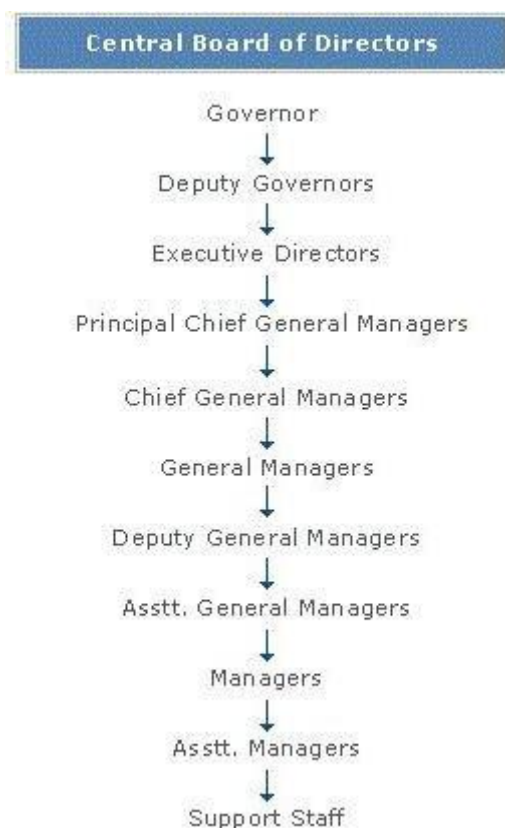 Central Board of Directors
Governor
Deputy Governors
Executive Directors
Principal Chief General Managers
Chief General Managers
General Managers
Deputy General Managers
Asstt. General Managers
Managers
Asstt. Managers
Support Staff